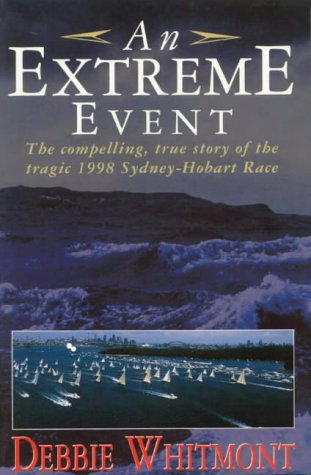 An
EXTREME
EVENT
The compelling, true story of the
tragic 1998 Sydney-Hobart Race
DEBBIE WHITMONT